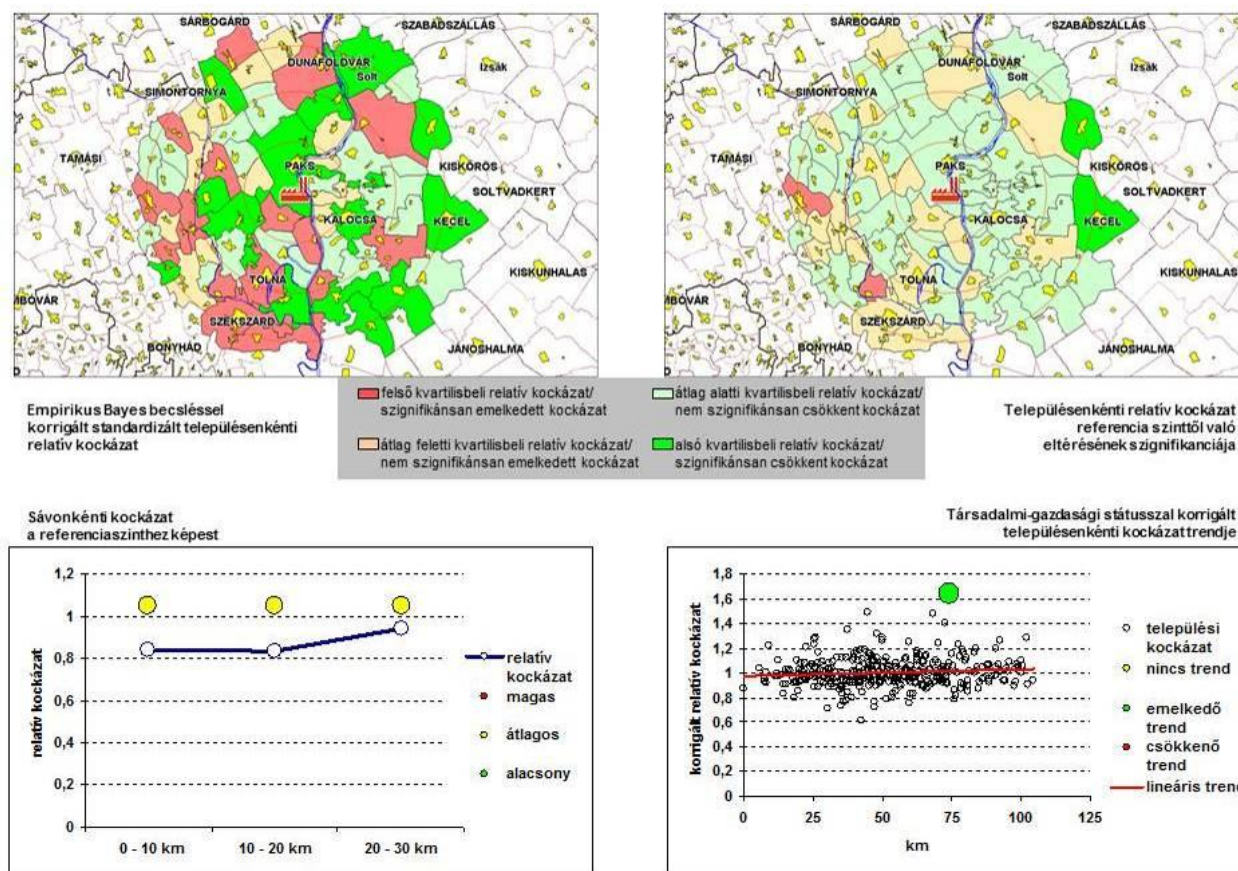 SÁRBOGÁRD
SZABADSZÁLLÁS
DUNAFÖLDVÁR
Solt
Izsák
SIMONTORNYA
TAMÁSI
PAKS
KISKŐRÖS
SOLTVADKERT
KALOCSA
KECEL
TOLNA
KISKUNHALAS
MBÓVÁR
SZEKSZÁRD
BONYHÁD
JÁNOSHALMA
SÁRBOGÁRD
SZABADSZÁLLÁS
DUNAFÖLDVÁR
Solt
Izsák
SIMONTORNYA
TAMÁSI
PAKS
KISKŐRÖS
SOLTVADKERT
KALOCSA
KECEL
TOLNA
KISKUNHALAS
MBÓVÁR
SZEKSZÁRD
BONYHÁD
JÁNOSHALMA
Empirikus Bayes becsléssel
korrigált standardizált településenkénti
relatív kockázat
felső kvartilisbeli relatív kockázat/
szignifikánsan emelkedett kockázat
átlag feletti kvartilisbeli relatív kockázat/
nem szignifikánsan emelkedett kockázat
átlag alatti kvartilisbeli relatív kockázat/
nem szignifikánsan csökkent kockázat
alsó kvartilisbeli relatív kockázat/
szignifikánsan csökkent kockázat
Településenkénti relatív kockázat
referencia szinttől való
eltérésének szignifikanciája
Sávonkénti kockázat
a referenciaszinthez képest
relatív kockázat
1,2
1
0,8
0,6
0,4
0,2
0
0 - 10 km
10 - 20 km
20 - 30 km
relatív
kockázat
magas
átlagos
alacsony
Társadalmi-gazdasági státusszal korrigált
településenkénti kockázat trendje
korrigált relatív kockázat
1,8
1,6
1,4
1,2
1
0,8
0,6
0,4
0,2
0
0
25
50
75
100
125
km
települési
kockázat
nincs trend
emelkedő
trend
csökkenő
trend
lineáris trend